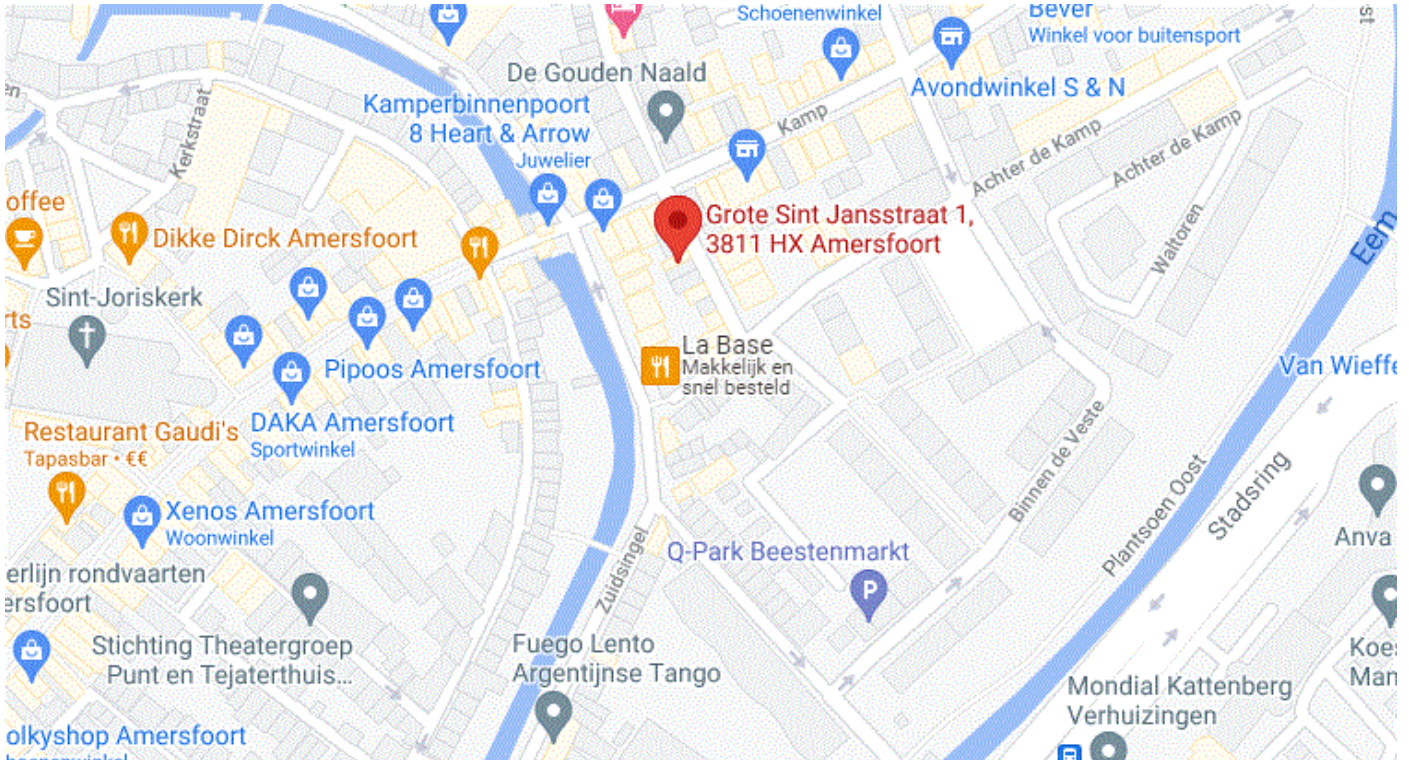 Schoenenwinkel
Bever
Winkel voor buitensport
De Gouden Naald
Avondwinkel S & N
Kamperbinnenpoort
8 Heart & Arrow
Juwelier
Kamp
Kerkstraat
Achter de Kamp
Achter de Kamp
offee
Dikke Dirck Amersfoort
Grote Sint Jansstraat 1,
3811 HX Amersfoort
Waltoren
Eem
Sint-Joriskerk
rts
La Base
Makkelijk en
snel besteld
Pipoos Amersfoort
Van Wieffe
DAKA Amersfoort
Sportwinkel
Restaurant Gaudi's
Tapasbar • €€
Binnen de Veste
Plantsoen Oost
Stadsring
Xenos Amersfoort
Woonwinkel
Anva
Q-Park Beestenmarkt
P
Zuidsingel
erlijn rondvaarten
ersfoort
Stichting Theatergroep
Punt en Tejaterthuis...
Fuego Lento
Argentijnse Tango
Koes
Man
Mondial Kattenberg
Verhuizingen
olkyshop Amersfoort